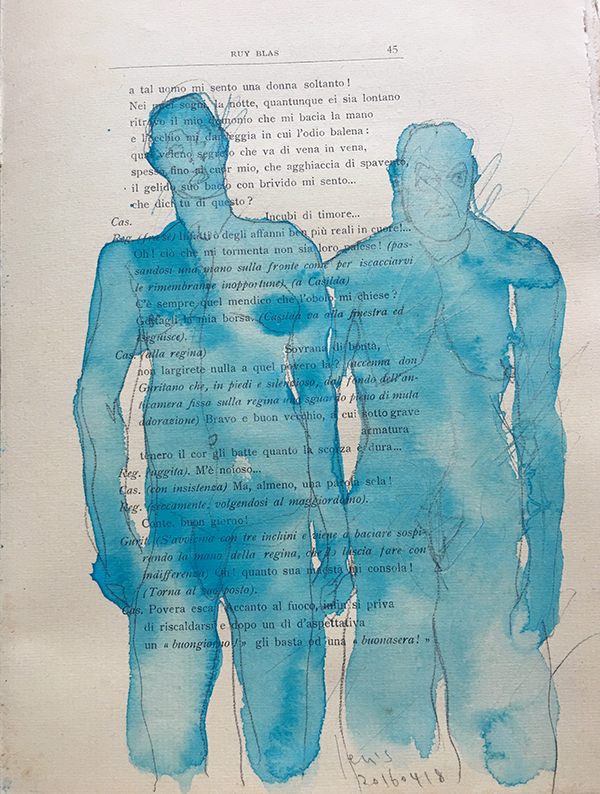 RUY BLAS 45
a tal uomo mi sento una donna soltanto!
Nei miei sogni la notte, quantunque ei sia lontano
ritrovo il mio demonio che mi bacia la mano
e l'occhio mi danneggia in cui l'odio balena:
quel veleno segreto che va di vena in vena,
spesso fino al cuor mio, che agghiaccia di spavento,
il gelido suo bacio con brivido mi sento...
che dici tu di questo?
Cas. Incubi di timore...
Reg. (forse) degli affanni ben più reali in cuore!...
Oh! ciò che mi tormenta non sia loro palese! (pas-
sandosi una mano sulla fronte come per iscacciarvi
le rimembranze inopportune) (a Casilda)
C'è sempre quel mendico che l'obolo mi chiese?
Gettagli la mia borsa. (Casilda va alla finestra ed
eseguisce).
Cas. (alla regina) Sovrana di bontà,
non largirete nulla a quel povero là? (accenna don
Guritano che, in piedi e silenzioso, dal fondo dell'an-
ticamera fissa sulla regina uno sguardo pieno di muta
adorazione) Bravo e buon vecchio, a cui sotto grave
armatura
tenero il cor gli batte quanto la scorza è dura...
Reg. (uggita). M'è noioso...
Cas. (con insistenza) Ma, almeno, una parola sola!
Reg. (seccamente, volgendosi al maggiordomo).
Conte, buon giorno!
Gurit. (S'avvicina con tre inchini e viene a baciare sospi-
rando la mano della regina, che lo lascia fare con
indifferenza) Oh! quanto sua maestà mi consola!
(Torna al suo posto).
Cas. Povera esca! accanto al fuoco, infin si priva
di riscaldarsi e dopo un dì d'aspettativa
un «buongiorno!» gli basta od una «buonasera!»
20160418